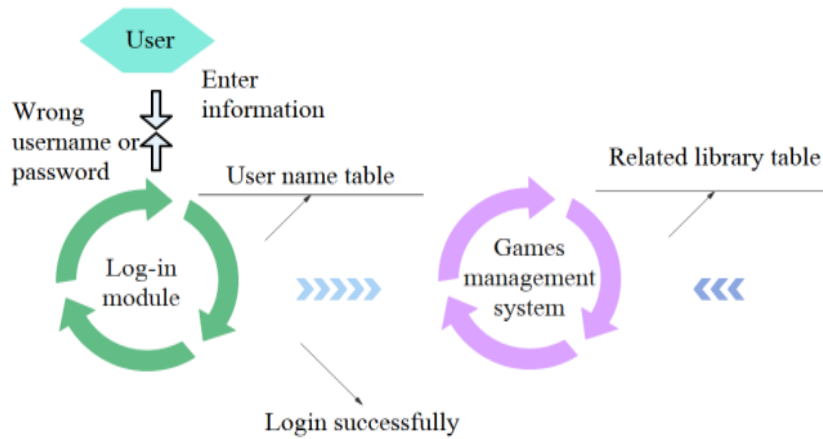 User
Enter
information
Wrong
username or
password
User name table
Related library table
Log-in
module
Games
management
system
Login successfully